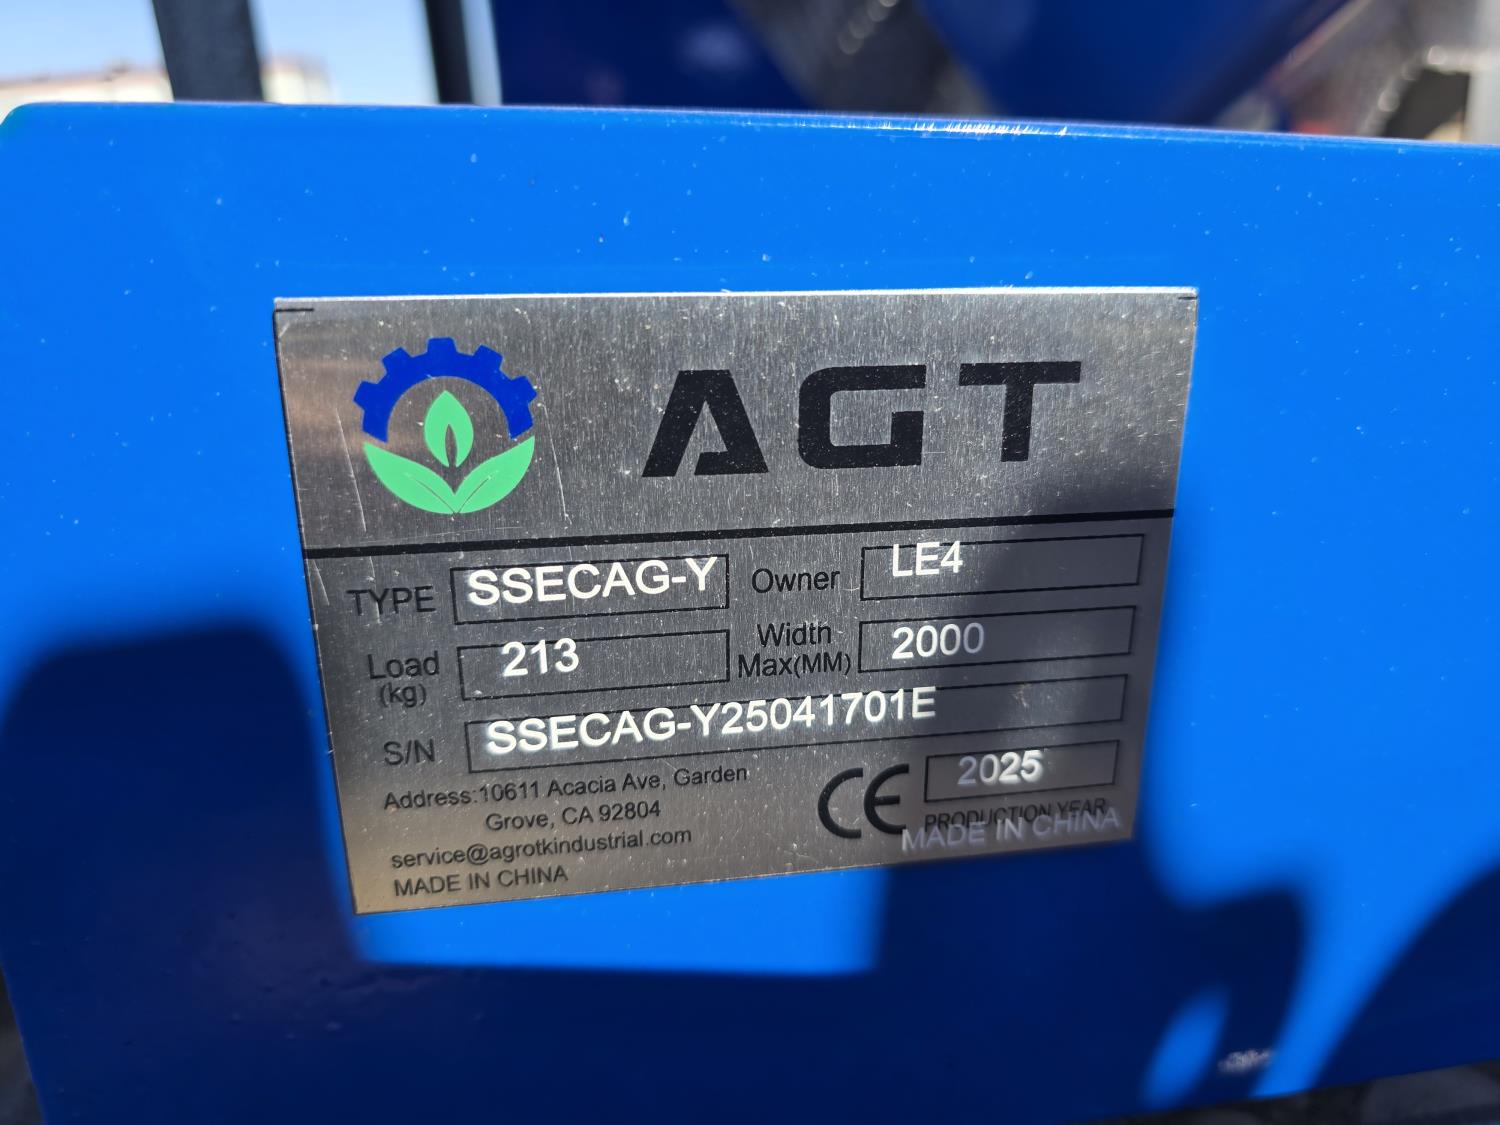 AGT
TYPE SSECAG-Y Owner LE4
Load (kg) 213 Width Max(MM) 2000
S/N SSECAG-Y25041701E
Address:10611 Acacia Ave, Garden
Grove, CA 92804
service@agrotkindustrial.com
MADE IN CHINA
CE 2025
PRODUCTION YEAR
MADE IN CHINA